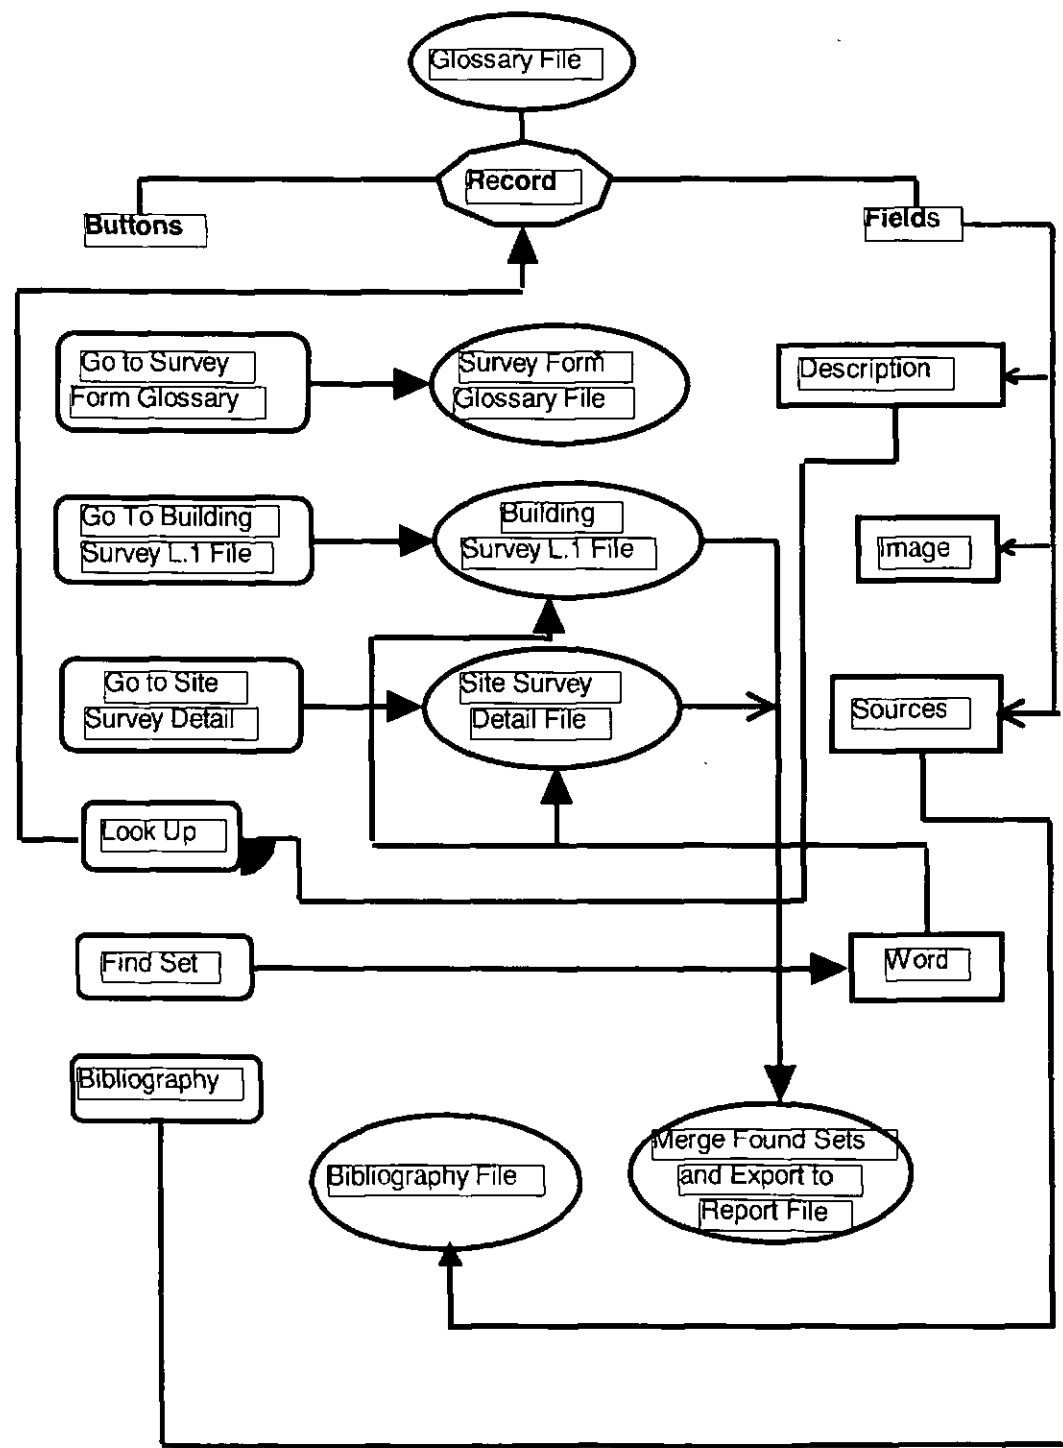 Glossary File
Record
Buttons
Fields
Go to Survey
Form Glossary
Survey Form
Glossary File
Description
Go To Building
Survey L.1 File
Building
Survey L.1 File
Image
Go to Site
Survey Detail
Site Survey
Detail File
Sources
Look Up
Find Set
Word
Bibliography
Bibliography File
Merge Found Sets
and Export to
Report File